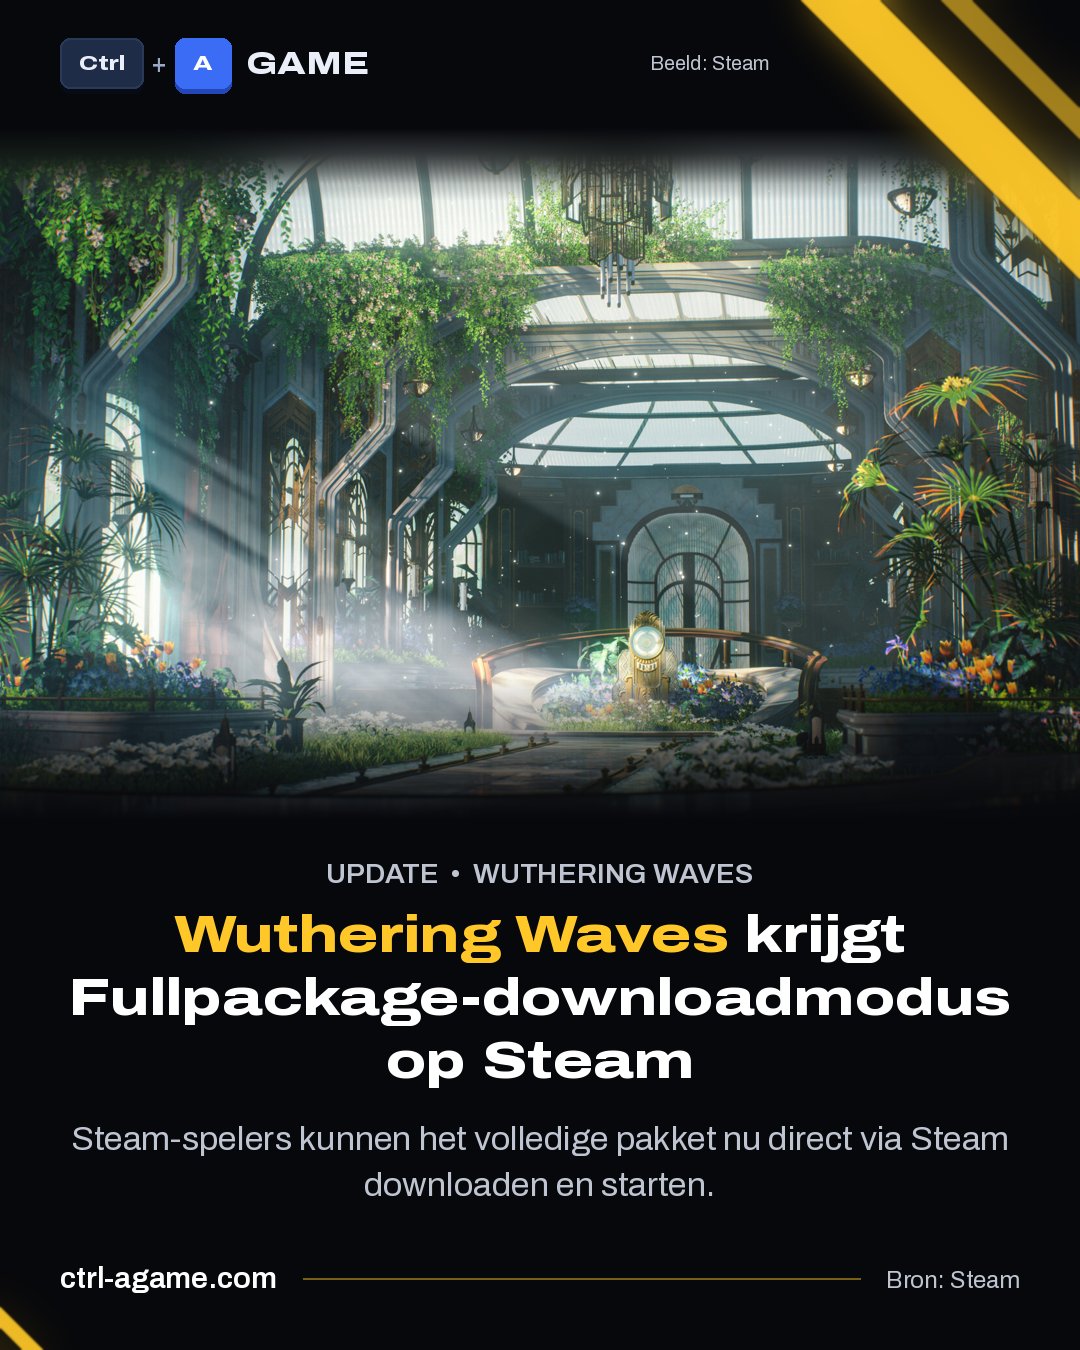 Ctrl + A GAME
Beeld: Steam
UPDATE • WUTHERING WAVES
Wuthering Waves krijgt
Fullpackage-downloadmodus
op Steam
Steam-spelers kunnen het volledige pakket nu direct via Steam
downloaden en starten.
ctrl-agame.com
Bron: Steam